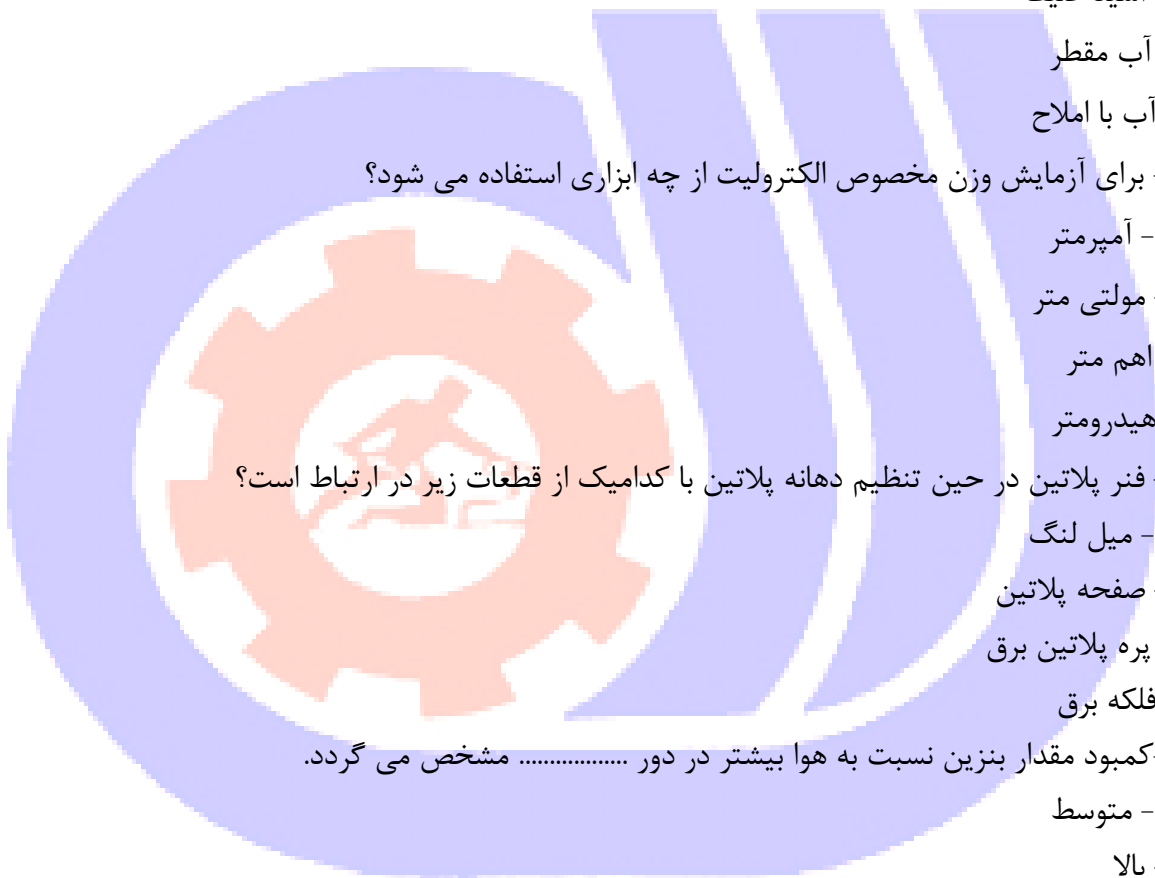 آب مقطر
آب با املاح
- برای آزمایش وزن مخصوص الکترولیت از چه ابزاری استفاده می شود؟
- آمپرمتر
- مولتی متر
اهم متر
هیدرومتر
- فنر پلاتین در حین تنظیم دهانه پلاتین با کدامیک از قطعات زیر در ارتباط است؟
- میل لنگ
- صفحه پلاتین
پره پلاتین برق
فلکه برق
-کمبود مقدار بنزین نسبت به هوا بیشتر در دور .................. مشخص می گردد.
- متوسط
- بالا